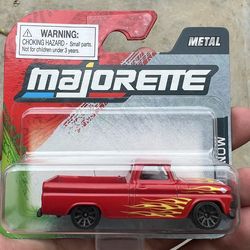 WARNING:
CHOKING HAZARD - Small parts.
Not for children under 3 years.
METAL
majorette